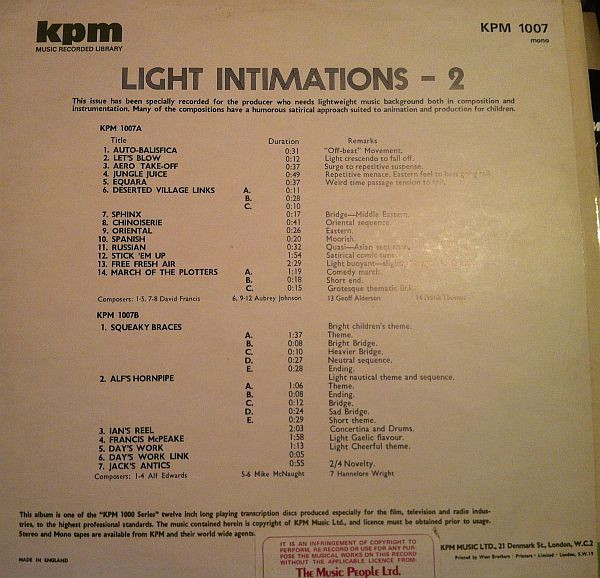 kpm
MUSIC RECORDED LIBRARY
KPM 1007
mono
LIGHT INTIMATIONS - 2
This issue has been specially recorded for the producer who needs lightweight music background both in composition and
instrumentation. Many of the compositions have a humorous satirical approach suited to animation and production for children.
KPM 1007A
Title Duration Remarks
1. AUTO-BALISFICA 0:31 "Off-beat" Movement.
2. LET'S BLOW 0:12 Light crescendo to fall off.
3. AERO TAKE-OFF 0:37 Surge to repetitive suspense.
4. JUNGLE JUICE 0:49 Repetitive menace. Eastern feel to
5. EQUARA 0:37 Weird time passage tension to tail.
6. DESERTED VILLAGE LINKS A. 0:11
B. 0:28
C. 0:10
7. SPHINX 0:17 Bridge—Middle Eastern.
8. CHINOISERIE 0:41 Oriental sequence.
9. ORIENTAL 0:26 Eastern.
10. SPANISH 0:20 Moorish.
11. RUSSIAN 0:32 Quasi-Asian sequence.
12. STICK 'EM UP 1:54 Satirical comic tune.
13. FREE FRESH AIR 2:29 Light buoyant—slightly
14. MARCH OF THE PLOTTERS A. 1:19 Comedy march.
B. 0:18 Short end.
C. 0:15 Grotesque thematic link.
Composers: 1-5, 7-8 David Francis 6, 9-12 Aubrey Johnson 13 Geoff Alderson 14 Frank Thomas
KPM 1007B
1. SQUEAKY BRACES Bright children's theme.
A. 1:37 Theme.
B. 0:08 Bright Bridge.
C. 0:10 Heavier Bridge.
D. 0:27 Neutral sequence.
E. 0:28 Ending.
2. ALF'S HORNPIPE Light nautical theme and sequence.
A. 1:06 Theme.
B. 0:08 Ending.
C. 0:12 Bridge.
D. 0:24 Sad Bridge.
E. 0:29 Short theme.
3. IAN'S REEL 2:03 Concertina and Drums.
4. FRANCIS McPEAKE 1:58 Light Gaelic flavour.
5. DAY'S WORK 1:13 Light Cheerful theme.
6. DAY'S WORK LINK 0:05
7. JACK'S ANTICS 0:55 2/4 Novelty.
Composers: 1-4 Alf Edwards 5-6 Mike McNaught 7 Hannelore Wright
This album is one of the "KPM 1000 Series" twelve inch long playing transcription discs produced especially for the film, television and radio indus-
tries, to the highest professional standards. The music contained herein is copyright of KPM Music Ltd., and licence must be obtained prior to usage.
Stereo and Mono tapes are available from KPM and their world wide agents.
IT IS AN INFRINGEMENT OF COPYRIGHT TO
PERFORM, RE-RECORD OR USE FOR ANY PUR-
POSE THE MUSICAL WORKS ON THIS RECORD
WITHOUT THE APPLICABLE LICENCE FROM:
The Music People Ltd.
KPM MUSIC LTD., 21 Denmark St., London, W.C.2
Printed by West Brothers - Printers - Limited - London, S.W.19
MADE IN ENGLAND